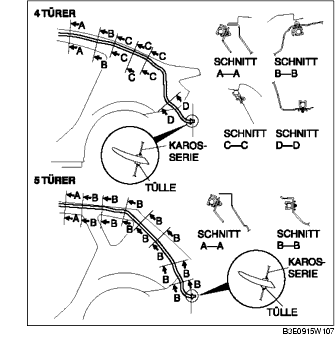 4 TÜRER
A
B
C
C
C
A
B
C
C
C
D
D
SCHNITT
A—A
SCHNITT
B—B
SCHNITT
C—C
SCHNITT
D—D
KAROS-
SERIE
TÜLLE
5 TÜRER
A
B
B
B
B
A
B
B
B
B
B
B
B
B
B
B
B
SCHNITT
A—A
SCHNITT
B—B
KAROS-
SERIE
TÜLLE
B3E0915W107